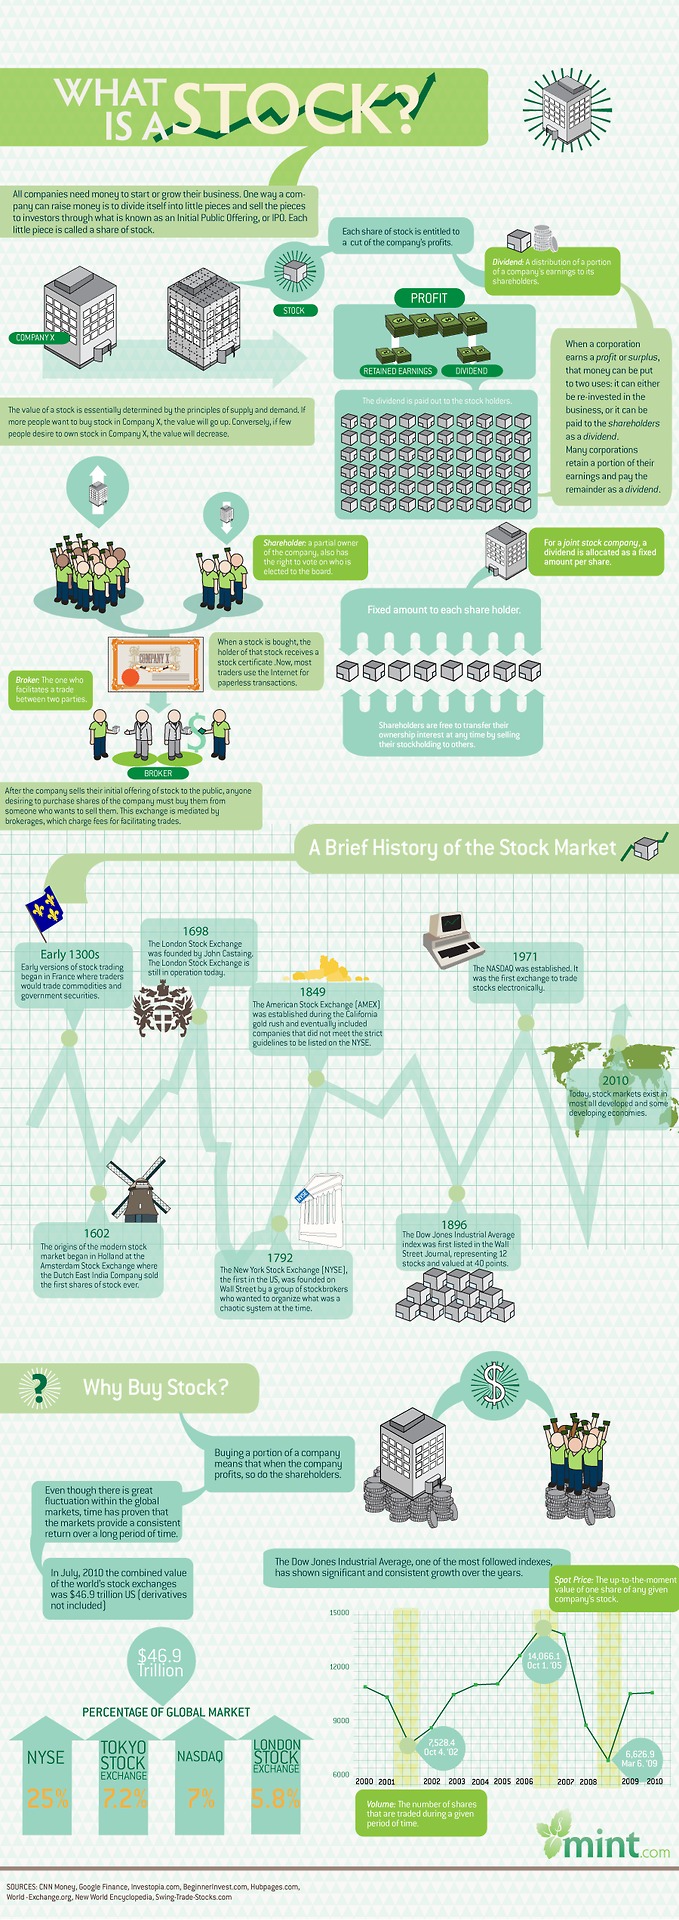 WHAT
IS A STOCK?
All companies need money to start or grow their business. One way a com-
pany can raise money is to divide itself into little pieces and sell the pieces
to investors through what is known as an Initial Public Offering, or IPO. Each
little piece is called a share of stock.
Each share of stock is entitled to
a cut of the company's profits.
Dividend: A distribution of a portion
of a company's earnings to its
shareholders.
COMPANY X
STOCK
PROFIT
RETAINED EARNINGS
DIVIDEND
The dividend is paid out to the stock holders.
When a corporation
earns a profit or surplus,
that money can be put
to two uses: it can either
be re-invested in the
business, or it can be
paid to the shareholders
as a dividend.
Many corporations
retain a portion of their
earnings and pay the
remainder as a dividend.
The value of a stock is essentially determined by the principles of supply and demand. If
more people want to buy stock in Company X, the value will go up. Conversely, if few
people desire to own stock in Company X, the value will decrease.
Shareholder: a partial owner
of the company, also has
the right to vote on who is
elected to the board.
For a joint stock company, a
dividend is allocated as a fixed
amount per share.
Fixed amount to each share holder.
Shareholders are free to transfer their
ownership interest at any time by selling
their stockholding to others.
COMPANY X
When a stock is bought, the
holder of that stock receives a
stock certificate .Now, most
traders use the Internet for
paperless transactions.
Broker: The one who
facilitates a trade
between two parties.
$
BROKER
After the company sells their initial offering of stock to the public, anyone
desiring to purchase shares of the company must buy them from
someone who wants to sell them. This exchange is mediated by
brokerages, which charge fees for facilitating trades.
A Brief History of the Stock Market
Early 1300s
Early versions of stock trading
began in France where traders
would trade commodities and
government securities.
1698
The London Stock Exchange
was founded by John Castaing.
The London Stock Exchange is
still in operation today.
1849
The American Stock Exchange (AMEX)
was established during the California
gold rush and eventually included
companies that did not meet the strict
guidelines to be listed on the NYSE.
1971
The NASDAQ was established. It
was the first exchange to trade
stocks electronically.
2010
Today, stock markets exist in
most all developed and some
developing economies.
1602
The origins of the modern stock
market began in Holland at the
Amsterdam Stock Exchange where
the Dutch East India Company sold
the first shares of stock ever.
NYSE
1792
The New York Stock Exchange (NYSE),
the first in the US, was founded on
Wall Street by a group of stockbrokers
who wanted to organize what was a
chaotic system at the time.
1896
The Dow Jones Industrial Average
index was first listed in the Wall
Street Journal, representing 12
stocks and valued at 40 points.
? Why Buy Stock?
$
Buying a portion of a company
means that when the company
profits, so do the shareholders.
Even though there is great
fluctuation within the global
markets, time has proven that
the markets provide a consistent
return over a long period of time.
In July, 2010 the combined value
of the world's stock exchanges
was $46.9 trillion US (derivatives
not included)
$46.9
Trillion
PERCENTAGE OF GLOBAL MARKET
NYSE
25%
TOKYO
STOCK
EXCHANGE
7.2%
NASDAQ
7%
LONDON
STOCK
EXCHANGE
5.8%
The Dow Jones Industrial Average, one of the most followed indexes,
has shown significant and consistent growth over the years.
Spot Price: The up-to-the-moment
value of one share of any given
company's stock.
15000
12000
9000
6000
14,066.1
Oct 1. '05
7,528.4
Oct 4. '02
6,626.9
Mar 6. '09
2000 2001 2002 2003 2004 2005 2006 2007 2008 2009 2010
Volume: The number of shares
that are traded during a given
period of time.
mint.com
SOURCES: CNN Money, Google Finance, Investopia.com, BeginnerInvest.com, Hubpages.com,
World-Exchange.org, New World Encyclopedia, Swing-Trade-Stocks.com